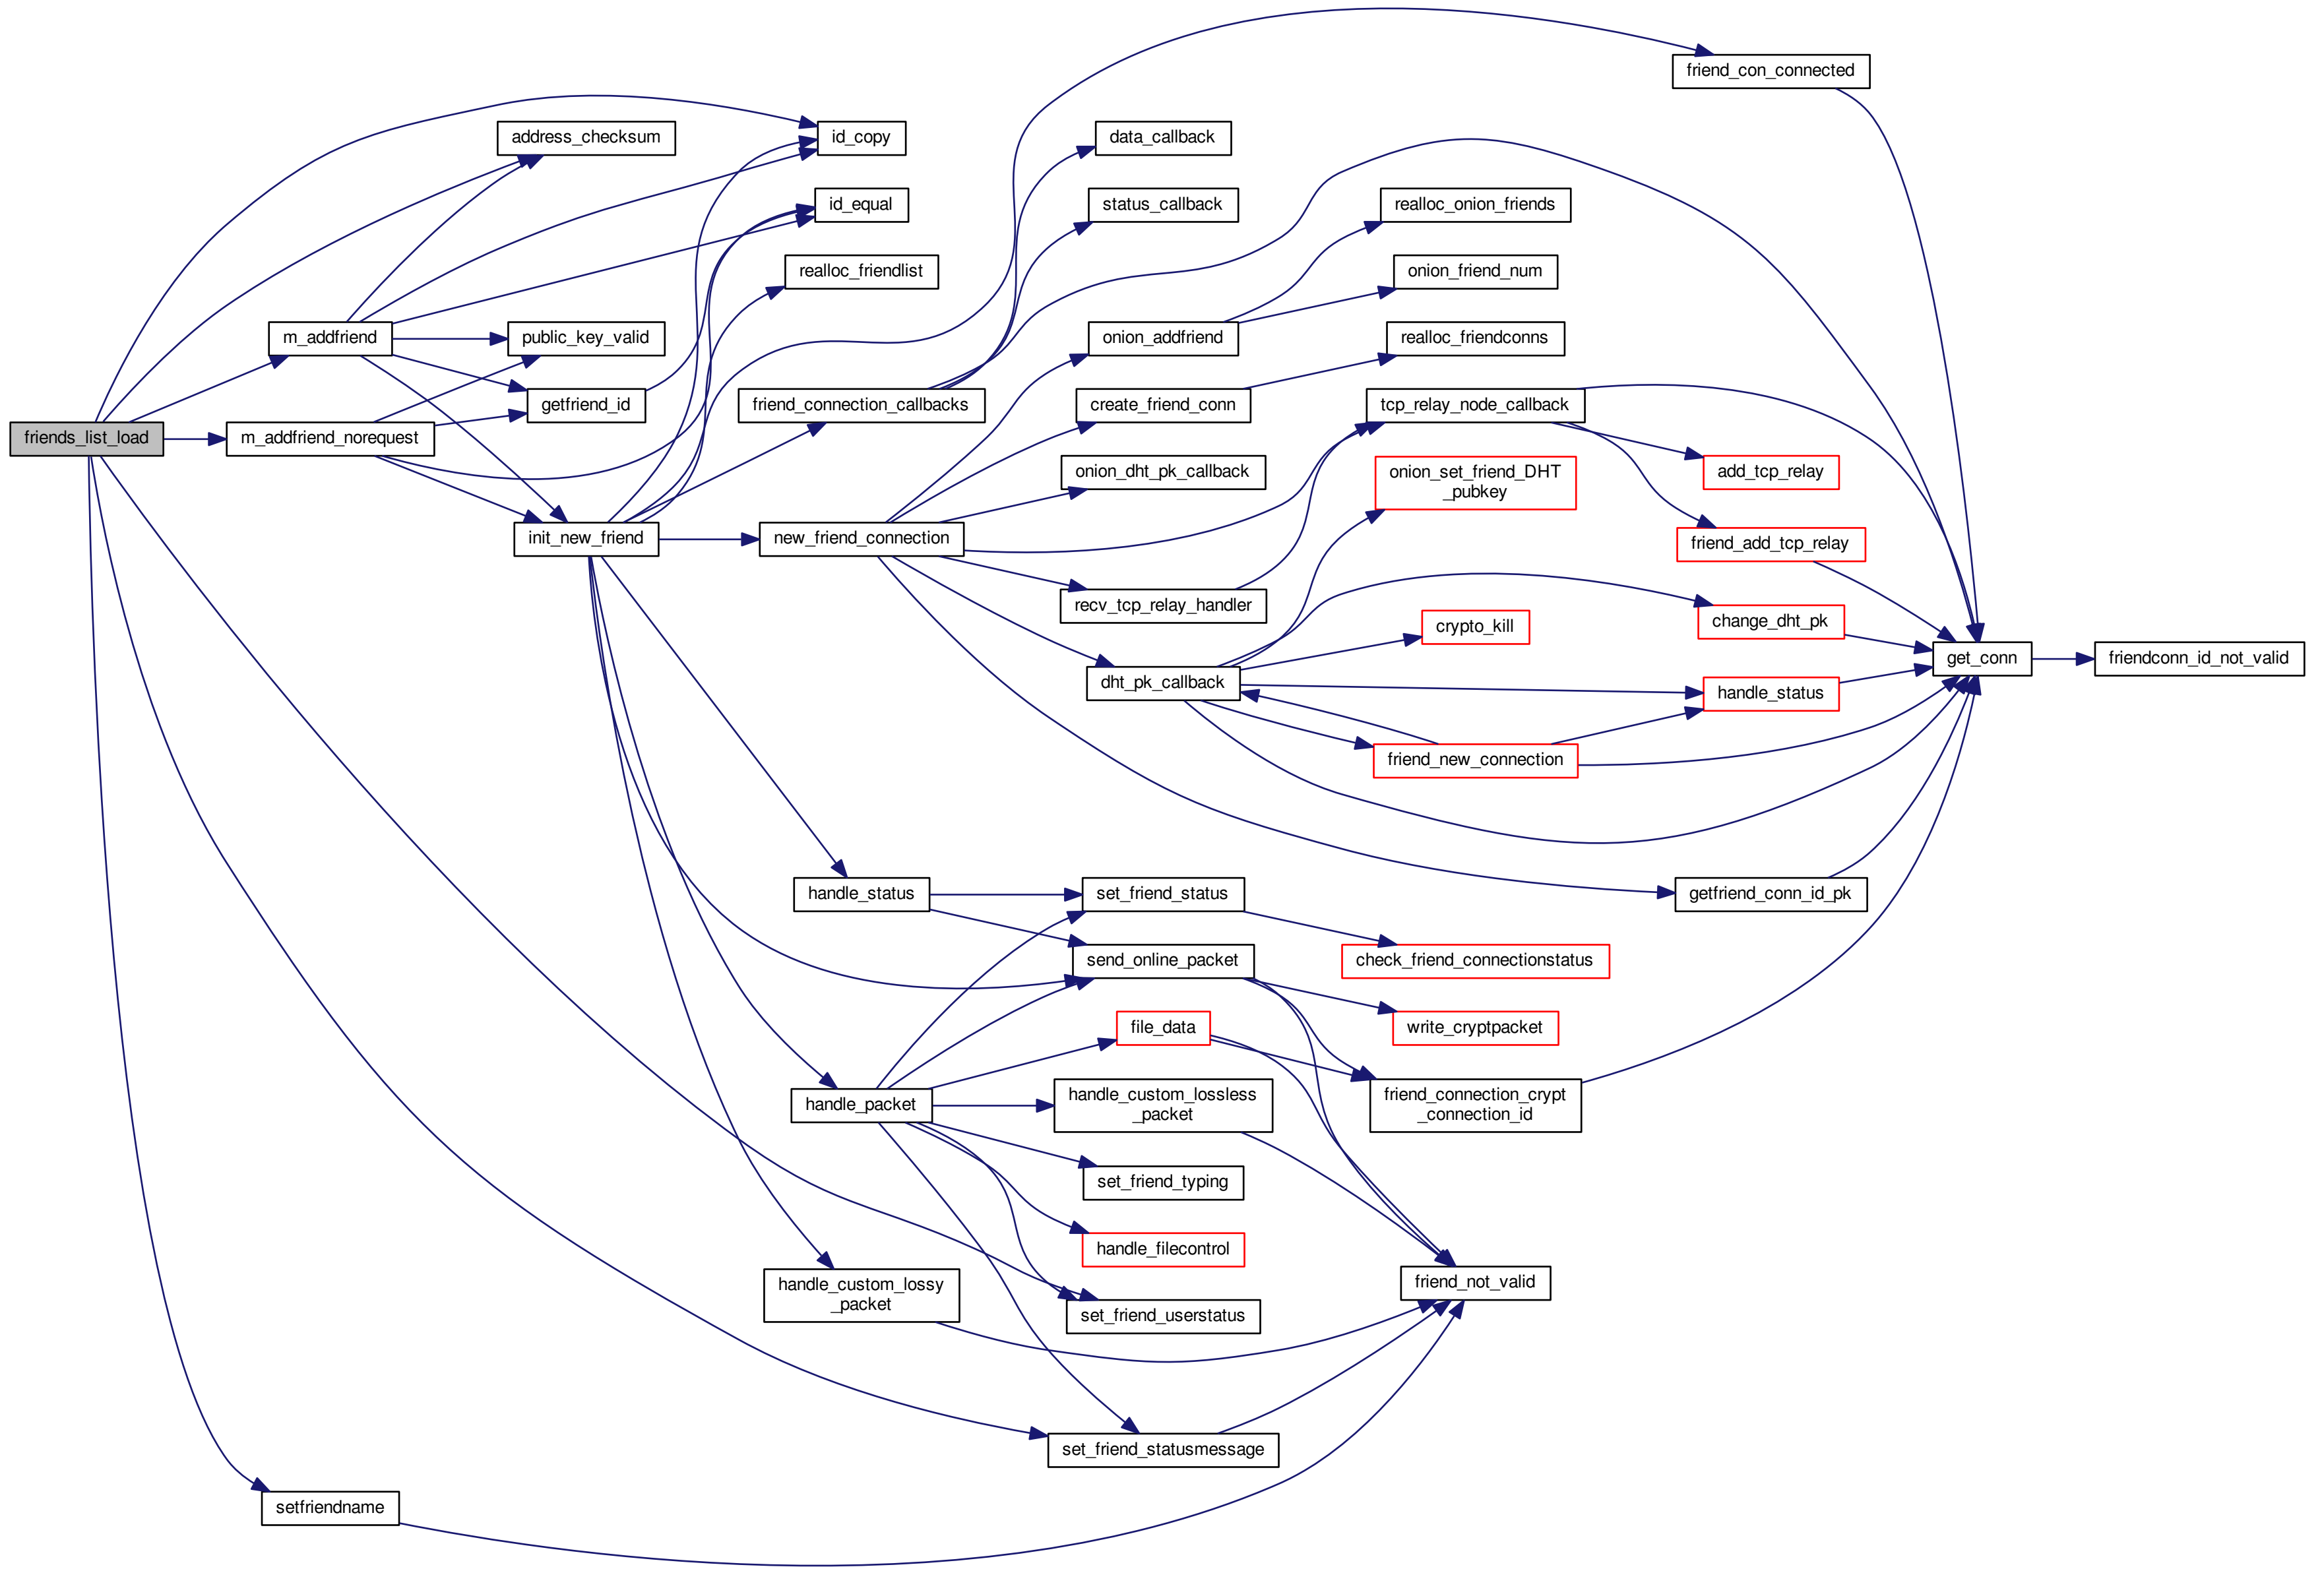 friend_con_connected
address_checksum
id_copy
data_callback
id_equal
status_callback
realloc_onion_friends
realloc_friendlist
onion_friend_num
m_addfriend
public_key_valid
onion_addfriend
realloc_friendconns
getfriend_id
friend_connection_callbacks
create_friend_conn
tcp_relay_node_callback
friends_list_load
m_addfriend_norequest
onion_dht_pk_callback
onion_set_friend_DHT
_pubkey
add_tcp_relay
init_new_friend
new_friend_connection
friend_add_tcp_relay
recv_tcp_relay_handler
crypto_kill
change_dht_pk
get_conn
friendconn_id_not_valid
dht_pk_callback
handle_status
friend_new_connection
handle_status
set_friend_status
getfriend_conn_id_pk
send_online_packet
check_friend_connectionstatus
file_data
write_cryptpacket
handle_packet
handle_custom_lossless
_packet
friend_connection_crypt
_connection_id
set_friend_typing
handle_filecontrol
handle_custom_lossy
_packet
friend_not_valid
set_friend_userstatus
set_friend_statusmessage
setfriendname